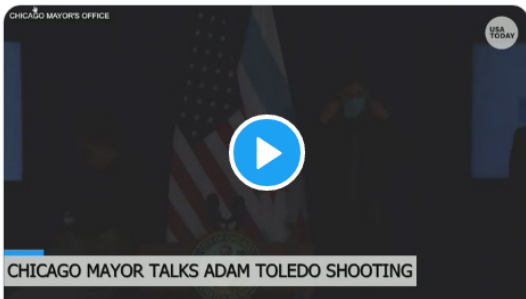 CHICAGO MAYOR'S OFFICE
USA
TODAY
CHICAGO MAYOR TALKS ADAM TOLEDO SHOOTING